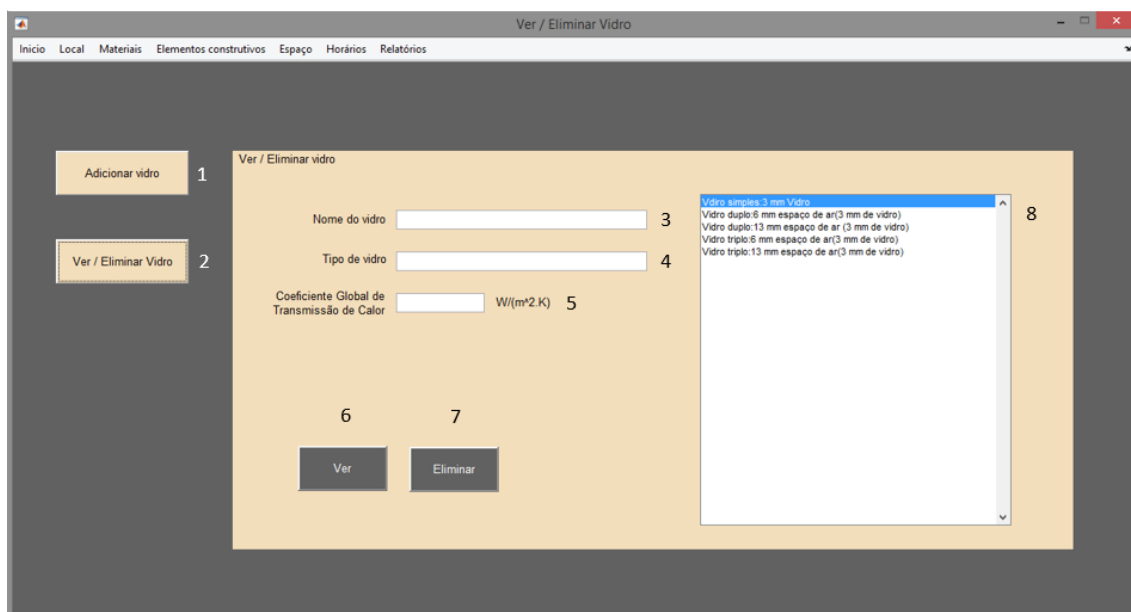 Ver / Eliminar Vidro
Inicio Local Materiais Elementos construtivos Espaço Horários Relatórios
Adicionar vidro 1
Ver / Eliminar Vidro 2
Ver / Eliminar vidro
Nome do vidro 3
Tipo de vidro 4
Coeficiente Global de
Transmissão de Calor W/(m^2.K) 5
6 7
Ver Eliminar
Vdiro simples:3 mm Vidro
Vidro duplo:6 mm espaço de ar(3 mm de vidro)
Vidro duplo:13 mm espaço de ar (3 mm de vidro)
Vidro triplo:6 mm espaço de ar(3 mm de vidro)
Vidro triplo:13 mm espaço de ar(3 mm de vidro)
8